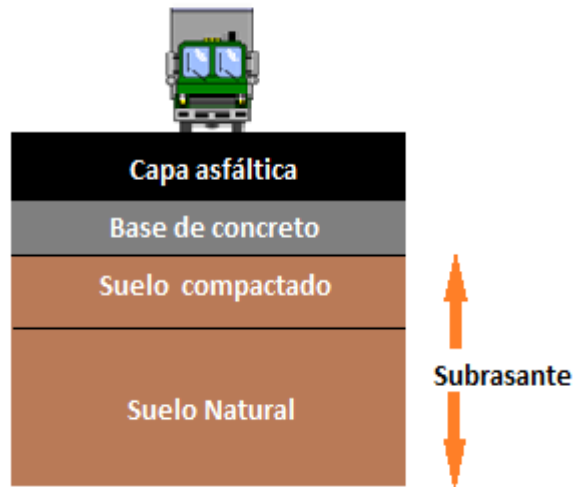 Capa asfáltica
Base de concreto
Suelo compactado
Subrasante
Suelo Natural